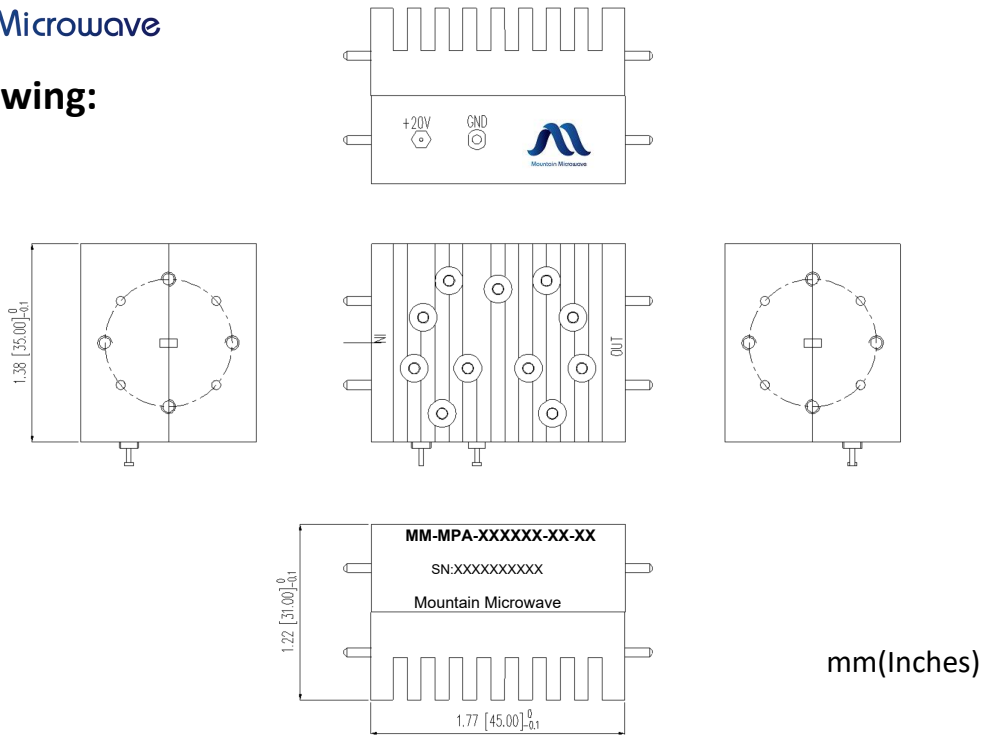 Microwave
wing:
+20V GND
Mountain Microwave
1.38 [35.00] 0 -0.1
IN
OUT
MM-MPA-XXXXXX-XX-XX
SN:XXXXXXXXXX
Mountain Microwave
1.22 [31.00] 0 -0.1
mm(Inches)
1.77 [45.00] 0 -0.1